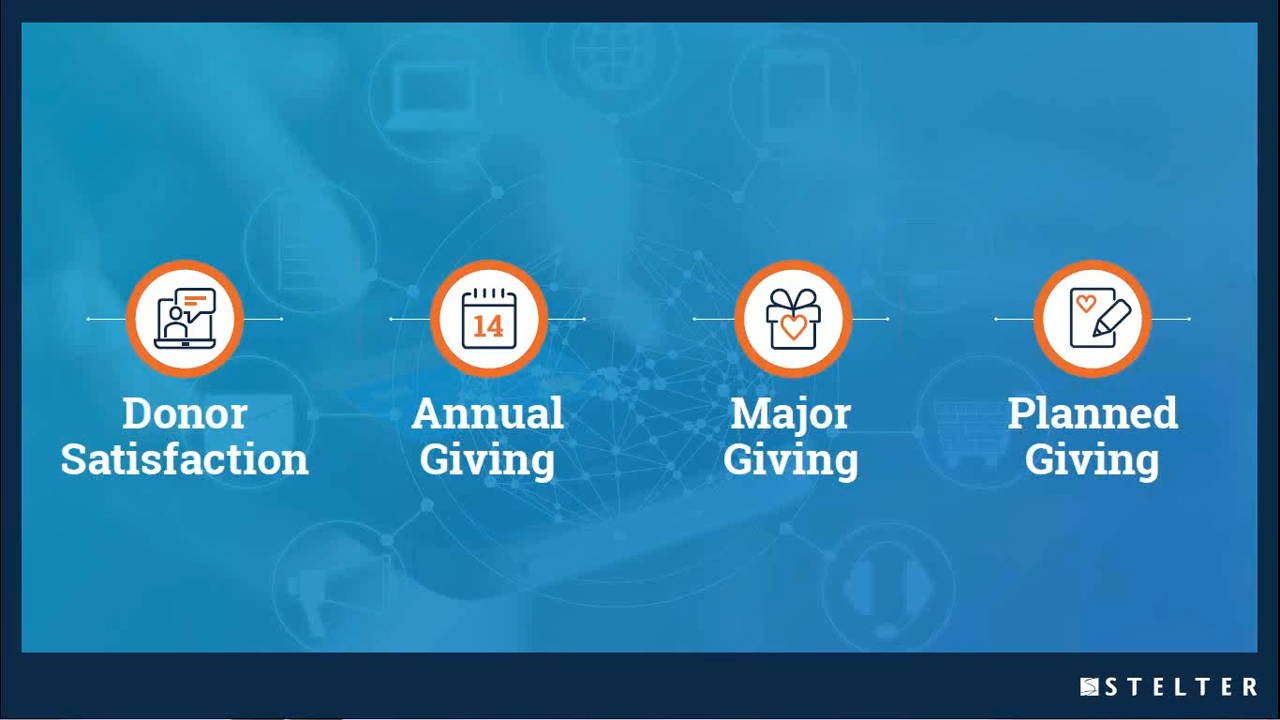 14
Donor
Satisfaction
Annual
Giving
Major
Giving
Planned
Giving
STELTER